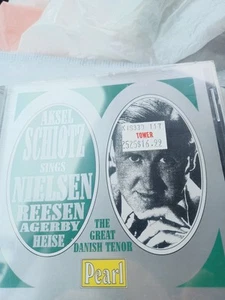 AKSEL
SCHIØTZ
SINGS
NIELSEN
REESEN
AGERBY
HEISE
TOWER
THE
GREAT
DANISH TENOR
Pearl